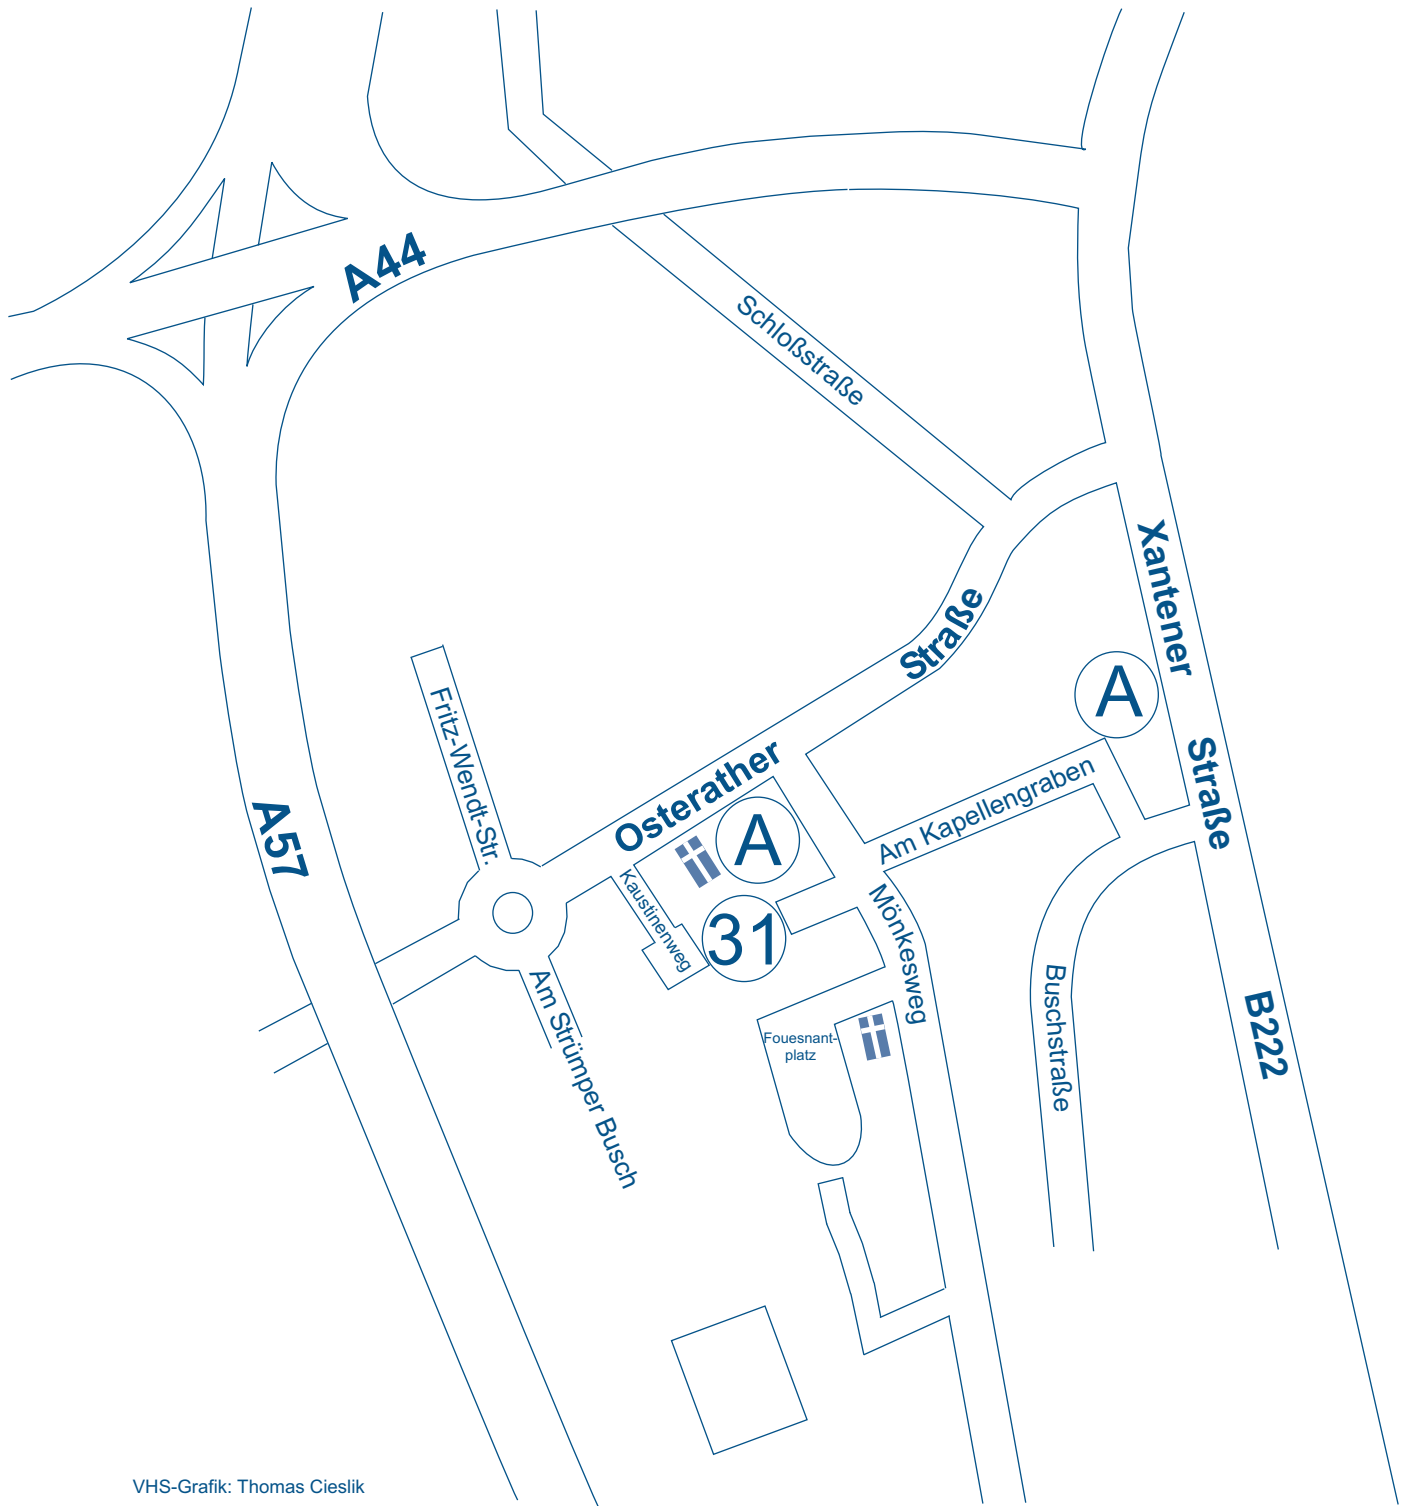 A44
Schloßstraße
Xantener
Straße
Straße
A
Fritz-Wendt-Str.
Osterather
A
Am Kapellengraben
A57
Kaustinenweg
31
Mönkesweg
Am Strümper Busch
Fouesnant-
platz
Buschstraße
B222
VHS-Grafik: Thomas Cieslik